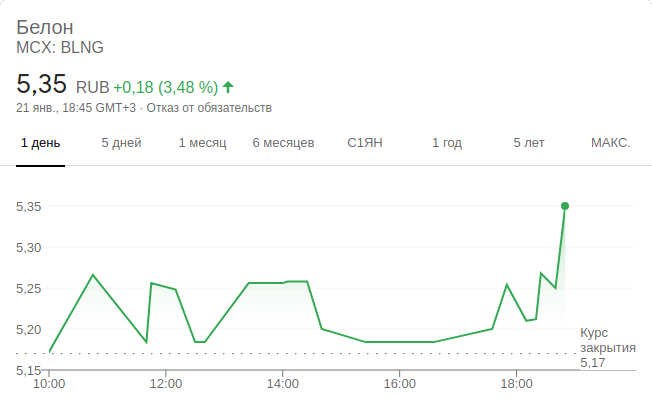 Белон
MCX: BLNG
5,35 RUB +0,18 (3,48 %)
21 янв., 18:45 GMT+3 · Отказ от обязательств
1 день 5 дней 1 месяц 6 месяцев С1ЯН 1 год 5 лет МАКС.
5,35
5,30
5,25
5,20
5,15
Курс
закрытия
5,17
10:00 12:00 14:00 16:00 18:00